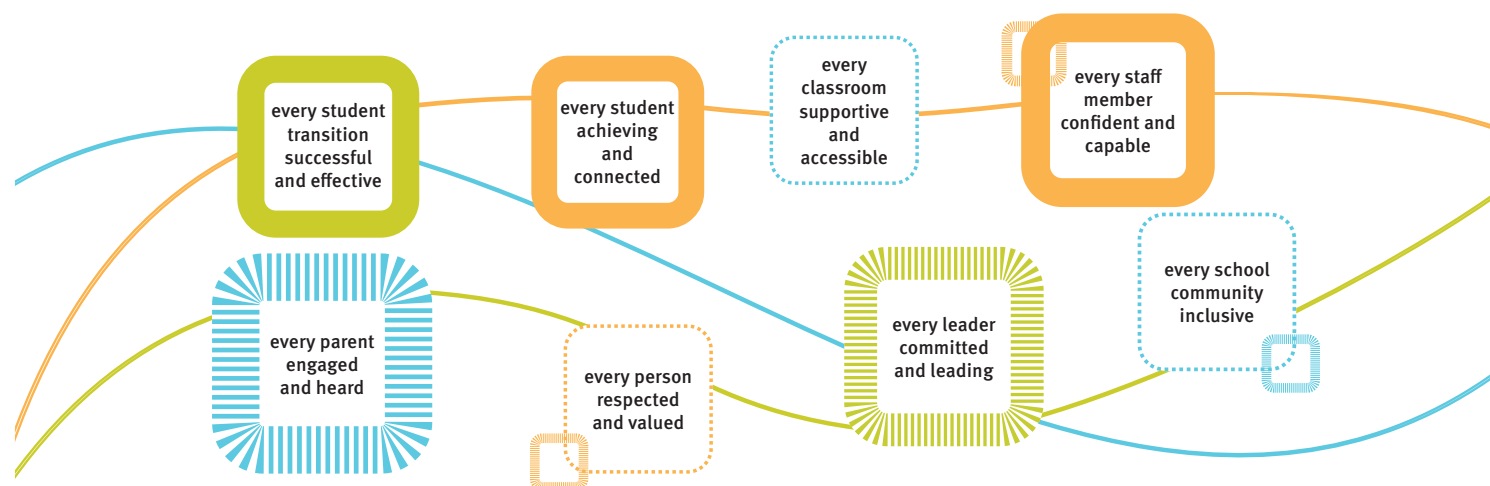 every student
transition
successful
and effective
every student
achieving
and
connected
every
classroom
supportive
and
accessible
every staff
member
confident and
capable
every parent
engaged
and heard
every person
respected
and valued
every leader
committed
and leading
every school
community
inclusive